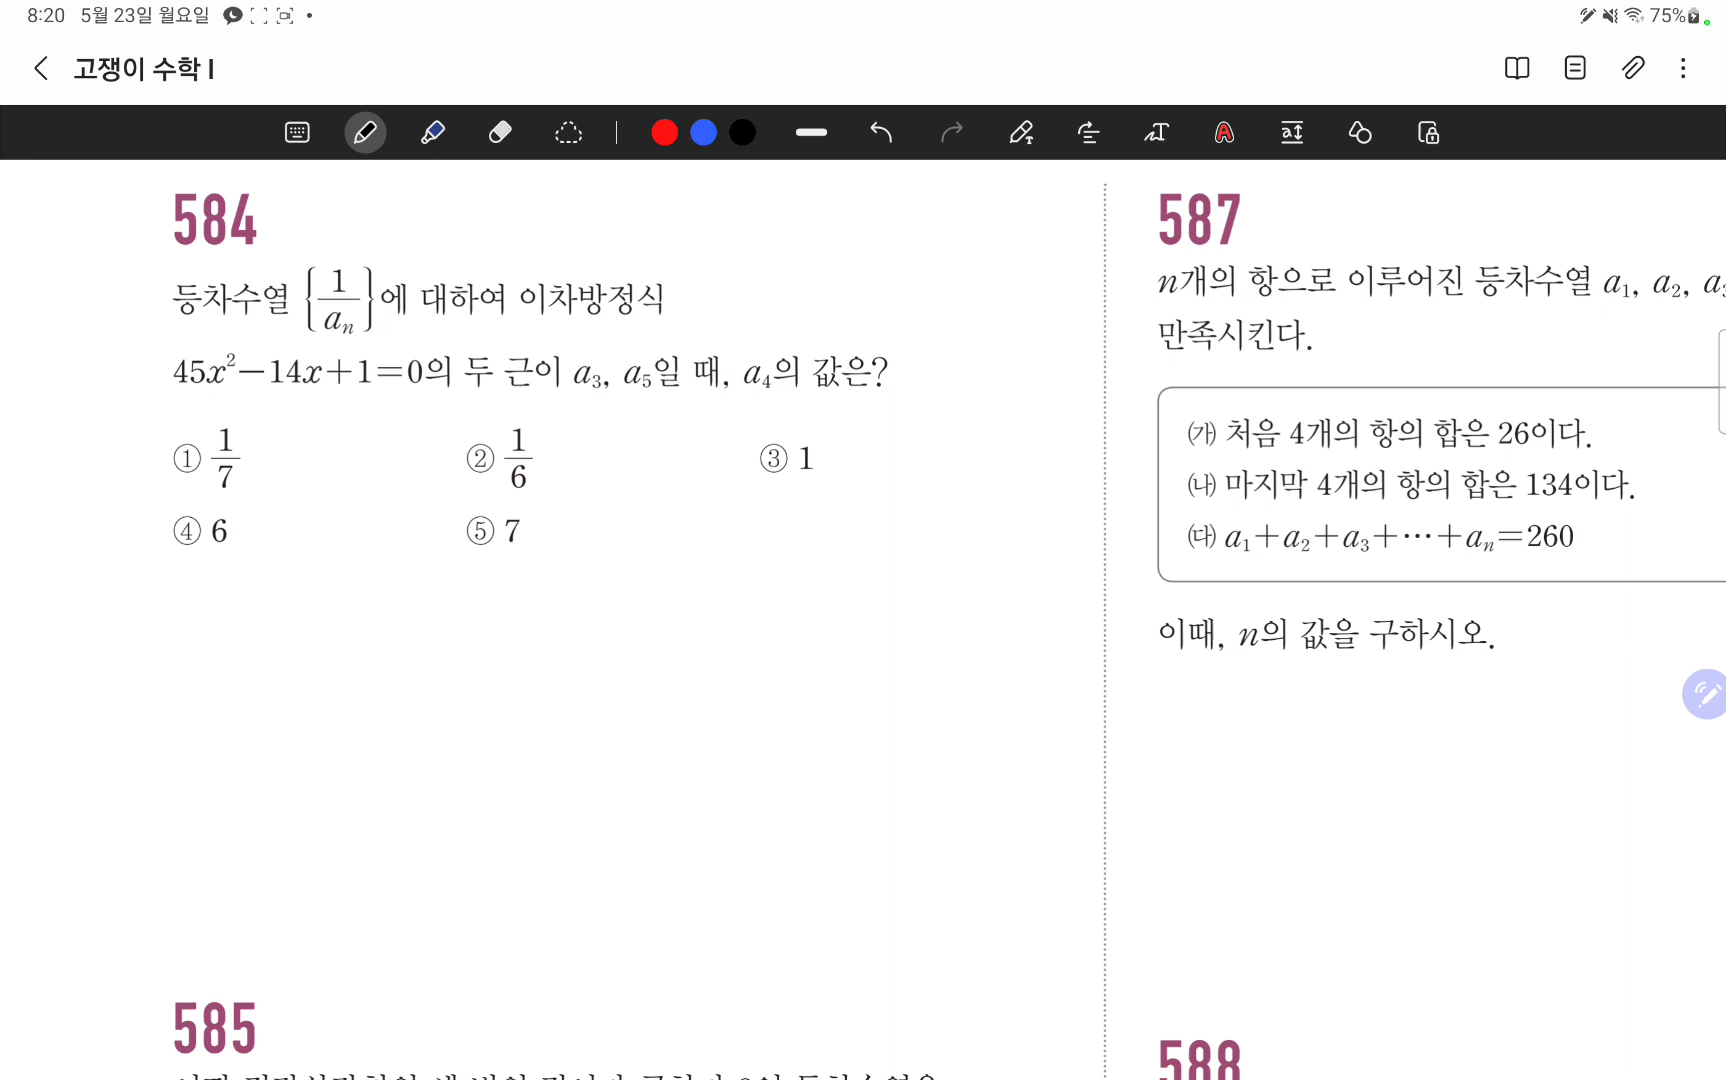 8:20 5월 23일 월요일
75%
고쟁이 수학 I
584
등차수열 {1/aₙ}에 대하여 이차방정식
45x²−14x+1=0의 두 근이 a₃, a₅일 때, a₄의 값은?
① 1/7 ② 1/6 ③ 1
④ 6 ⑤ 7
585
587
n개의 항으로 이루어진 등차수열 a₁, a₂, a₃
만족시킨다.
㈎ 처음 4개의 항의 합은 26이다.
㈏ 마지막 4개의 항의 합은 134이다.
㈐ a₁+a₂+a₃+⋯+aₙ=260
이때, n의 값을 구하시오.
588